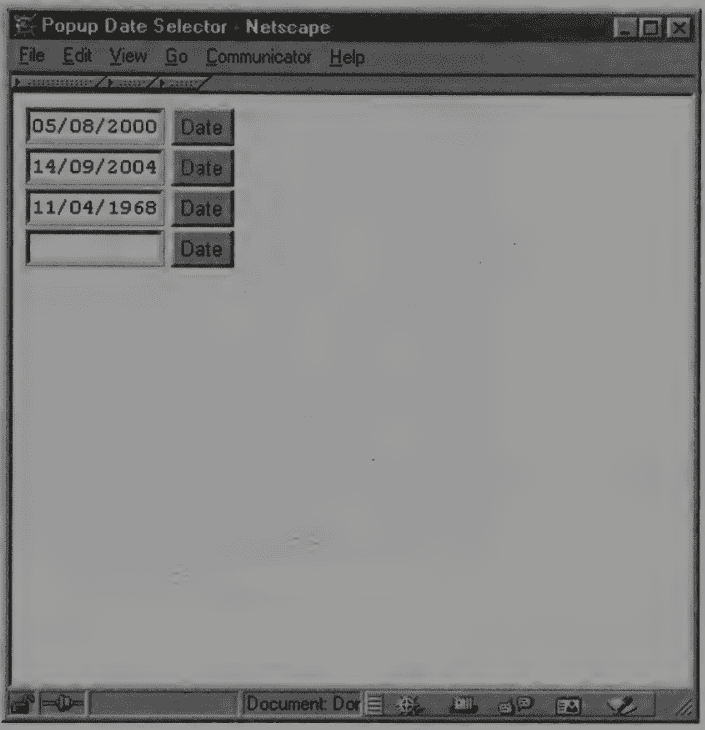 Popup Date Selector - Netscape
File Edit View Go Communicator Help
05/08/2000 Date
14/09/2004 Date
11/04/1968 Date
Date
Document: Dor